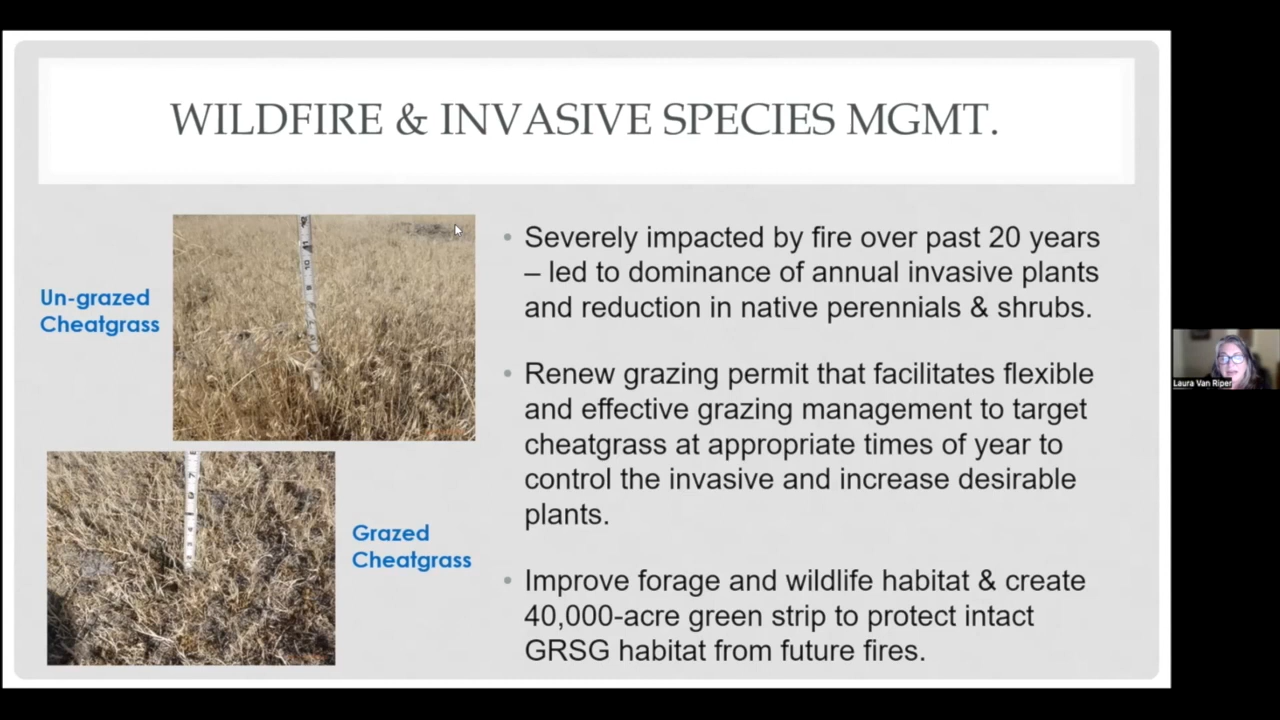 WILDFIRE & INVASIVE SPECIES MGMT.
Un-grazed
Cheatgrass
Grazed
Cheatgrass
• Severely impacted by fire over past 20 years
– led to dominance of annual invasive plants
and reduction in native perennials & shrubs.
• Renew grazing permit that facilitates flexible
and effective grazing management to target
cheatgrass at appropriate times of year to
control the invasive and increase desirable
plants.
• Improve forage and wildlife habitat & create
40,000-acre green strip to protect intact
GRSG habitat from future fires.
Laura Van Riper